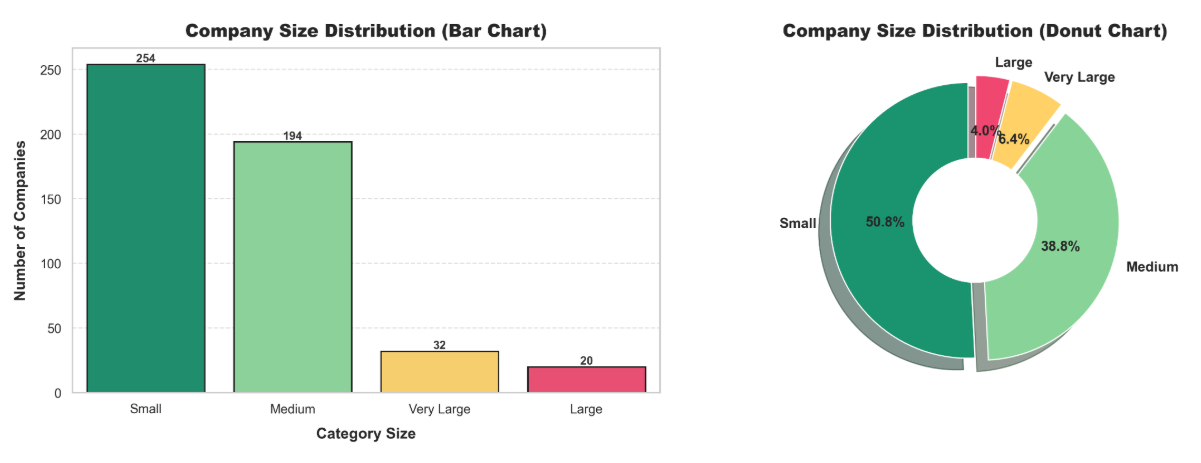 Company Size Distribution (Bar Chart)
254
250
194
200
150
100
50
32
20
0
Number of Companies
Small Medium Very Large Large
Category Size
Company Size Distribution (Donut Chart)
Large
Very Large
4.0%
6.4%
Small
50.8%
38.8%
Medium